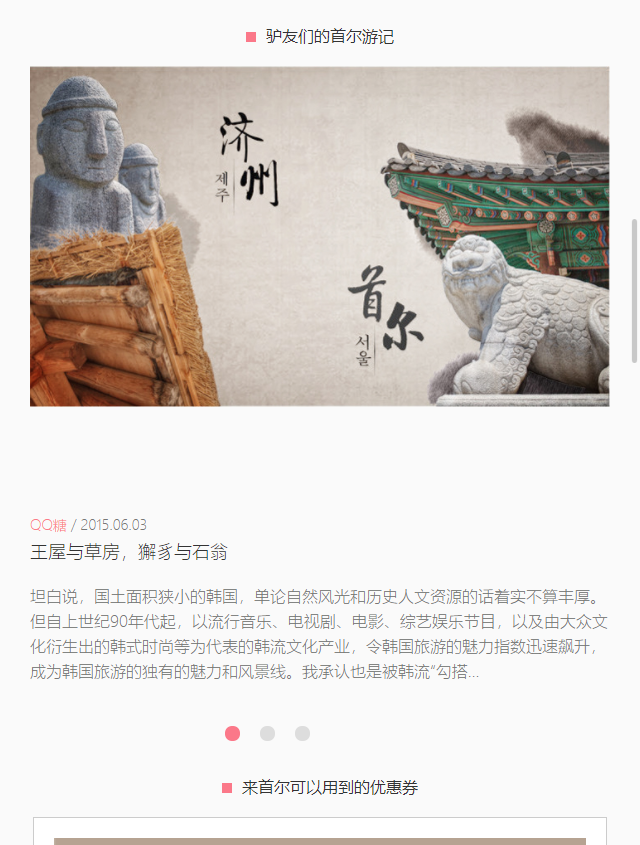 驴友们的首尔游记
济州
제주
首尔
서울
QQ糖 / 2015.06.03
王屋与草房，獬豸与石翁
坦白说，国土面积狭小的韩国，单论自然风光和历史人文资源的话着实不算丰厚。
但自上世纪90年代起，以流行音乐、电视剧、电影、综艺娱乐节目，以及由大众文
化衍生出的韩式时尚等为代表的韩流文化产业，令韩国旅游的魅力指数迅速飙升，
成为韩国旅游的独有的魅力和风景线。我承认也是被韩流“勾搭...
来首尔可以用到的优惠券